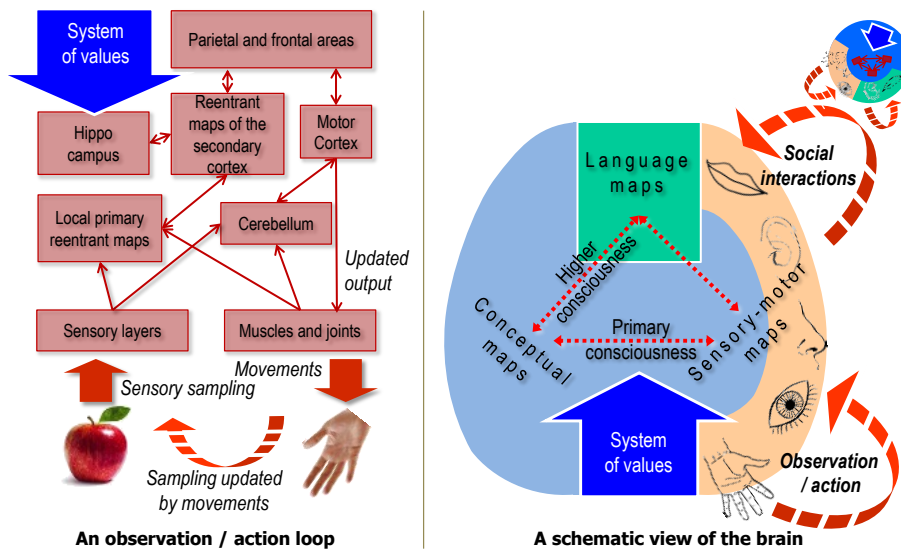 System
of values
Parietal and frontal areas
Hippo
campus
Reentrant
maps of the
secondary
cortex
Motor
Cortex
Local primary
reentrant maps
Cerebellum
Updated
output
Sensory layers
Muscles and joints
Sensory sampling
Movements
Sampling updated
by movements
An observation / action loop
Language
maps
Social
interactions
Higher
consciousness
Conceptual
maps
Primary
consciousness
Sensory-motor
maps
System
of values
Observation
/ action
A schematic view of the brain